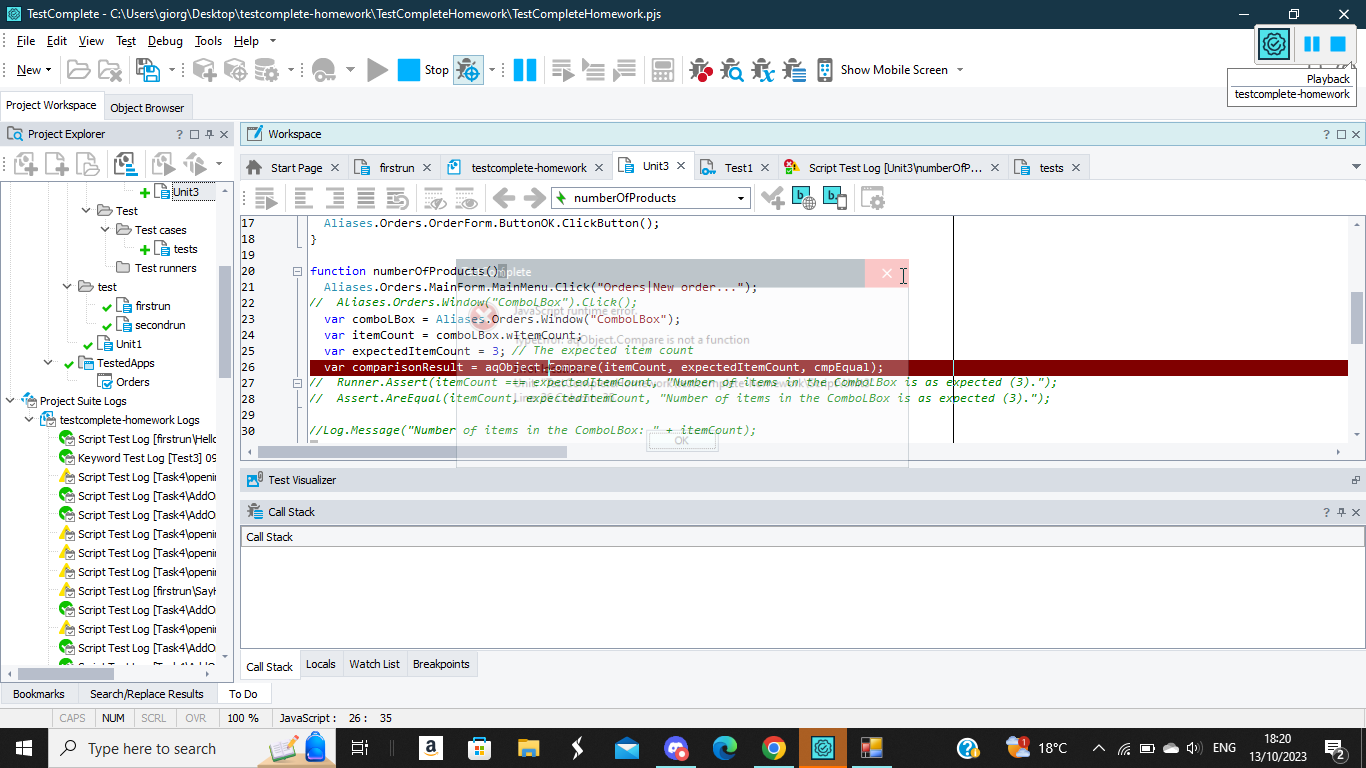 TestComplete - C:\Users\giorg\Desktop\testcomplete-homework\TestCompleteHomework\TestCompleteHomework.pjs
File Edit View Test Debug Tools Help
New Stop Show Mobile Screen
Playback
testcomplete-homework
Project Workspace Object Browser
Project Explorer
Workspace
Start Page firstrun testcomplete-homework Unit3 Test1 Script Test Log [Unit3\numberOfP... tests
numberOfProducts
Unit3
Test
Test cases
tests
Test runners
test
firstrun
secondrun
Unit1
TestedApps
Orders
Project Suite Logs
testcomplete-homework Logs
Script Test Log [firstrun\Hello
Keyword Test Log [Test3] 09
Script Test Log [Task4\openin
Script Test Log [Task4\AddO
Script Test Log [Task4\AddO
Script Test Log [Task4\openin
Script Test Log [Task4\openin
Script Test Log [Task4\openin
Script Test Log [firstrun\SayH
Script Test Log [Task4\AddO
Script Test Log [Task4\openin
Script Test Log [Task4\AddO
17 Aliases.Orders.OrderForm.ButtonOK.ClickButton();
18 }
19
20 function numberOfProducts()
21 Aliases.Orders.MainForm.MainMenu.Click("Orders|New order...");
22 // Aliases.Orders.Window("ComboLBox").Click();
23 var comboLBox = Aliases.Orders.Window("ComboLBox");
24 var itemCount = comboLBox.wItemCount;
25 var expectedItemCount = 3; // The expected item count
26 var comparisonResult = aqObject.Compare(itemCount, expectedItemCount, cmpEqual);
27 // Runner.Assert(itemCount === expectedItemCount, "Number of items in the ComboLBox is as expected (3).");
28 // Assert.AreEqual(itemCount, expectedItemCount, "Number of items in the ComboLBox is as expected (3).");
29
30 //Log.Message("Number of items in the ComboLBox: " + itemCount);
JavaScript runtime error.
TypeError: aqObject.Compare is not a function
OK
Test Visualizer
Call Stack
Call Stack
Call Stack Locals Watch List Breakpoints
Bookmarks Search/Replace Results To Do
CAPS NUM SCRL OVR 100 % JavaScript : 26 : 35
Type here to search
a
1 18°C ENG
18:20
13/10/2023
2